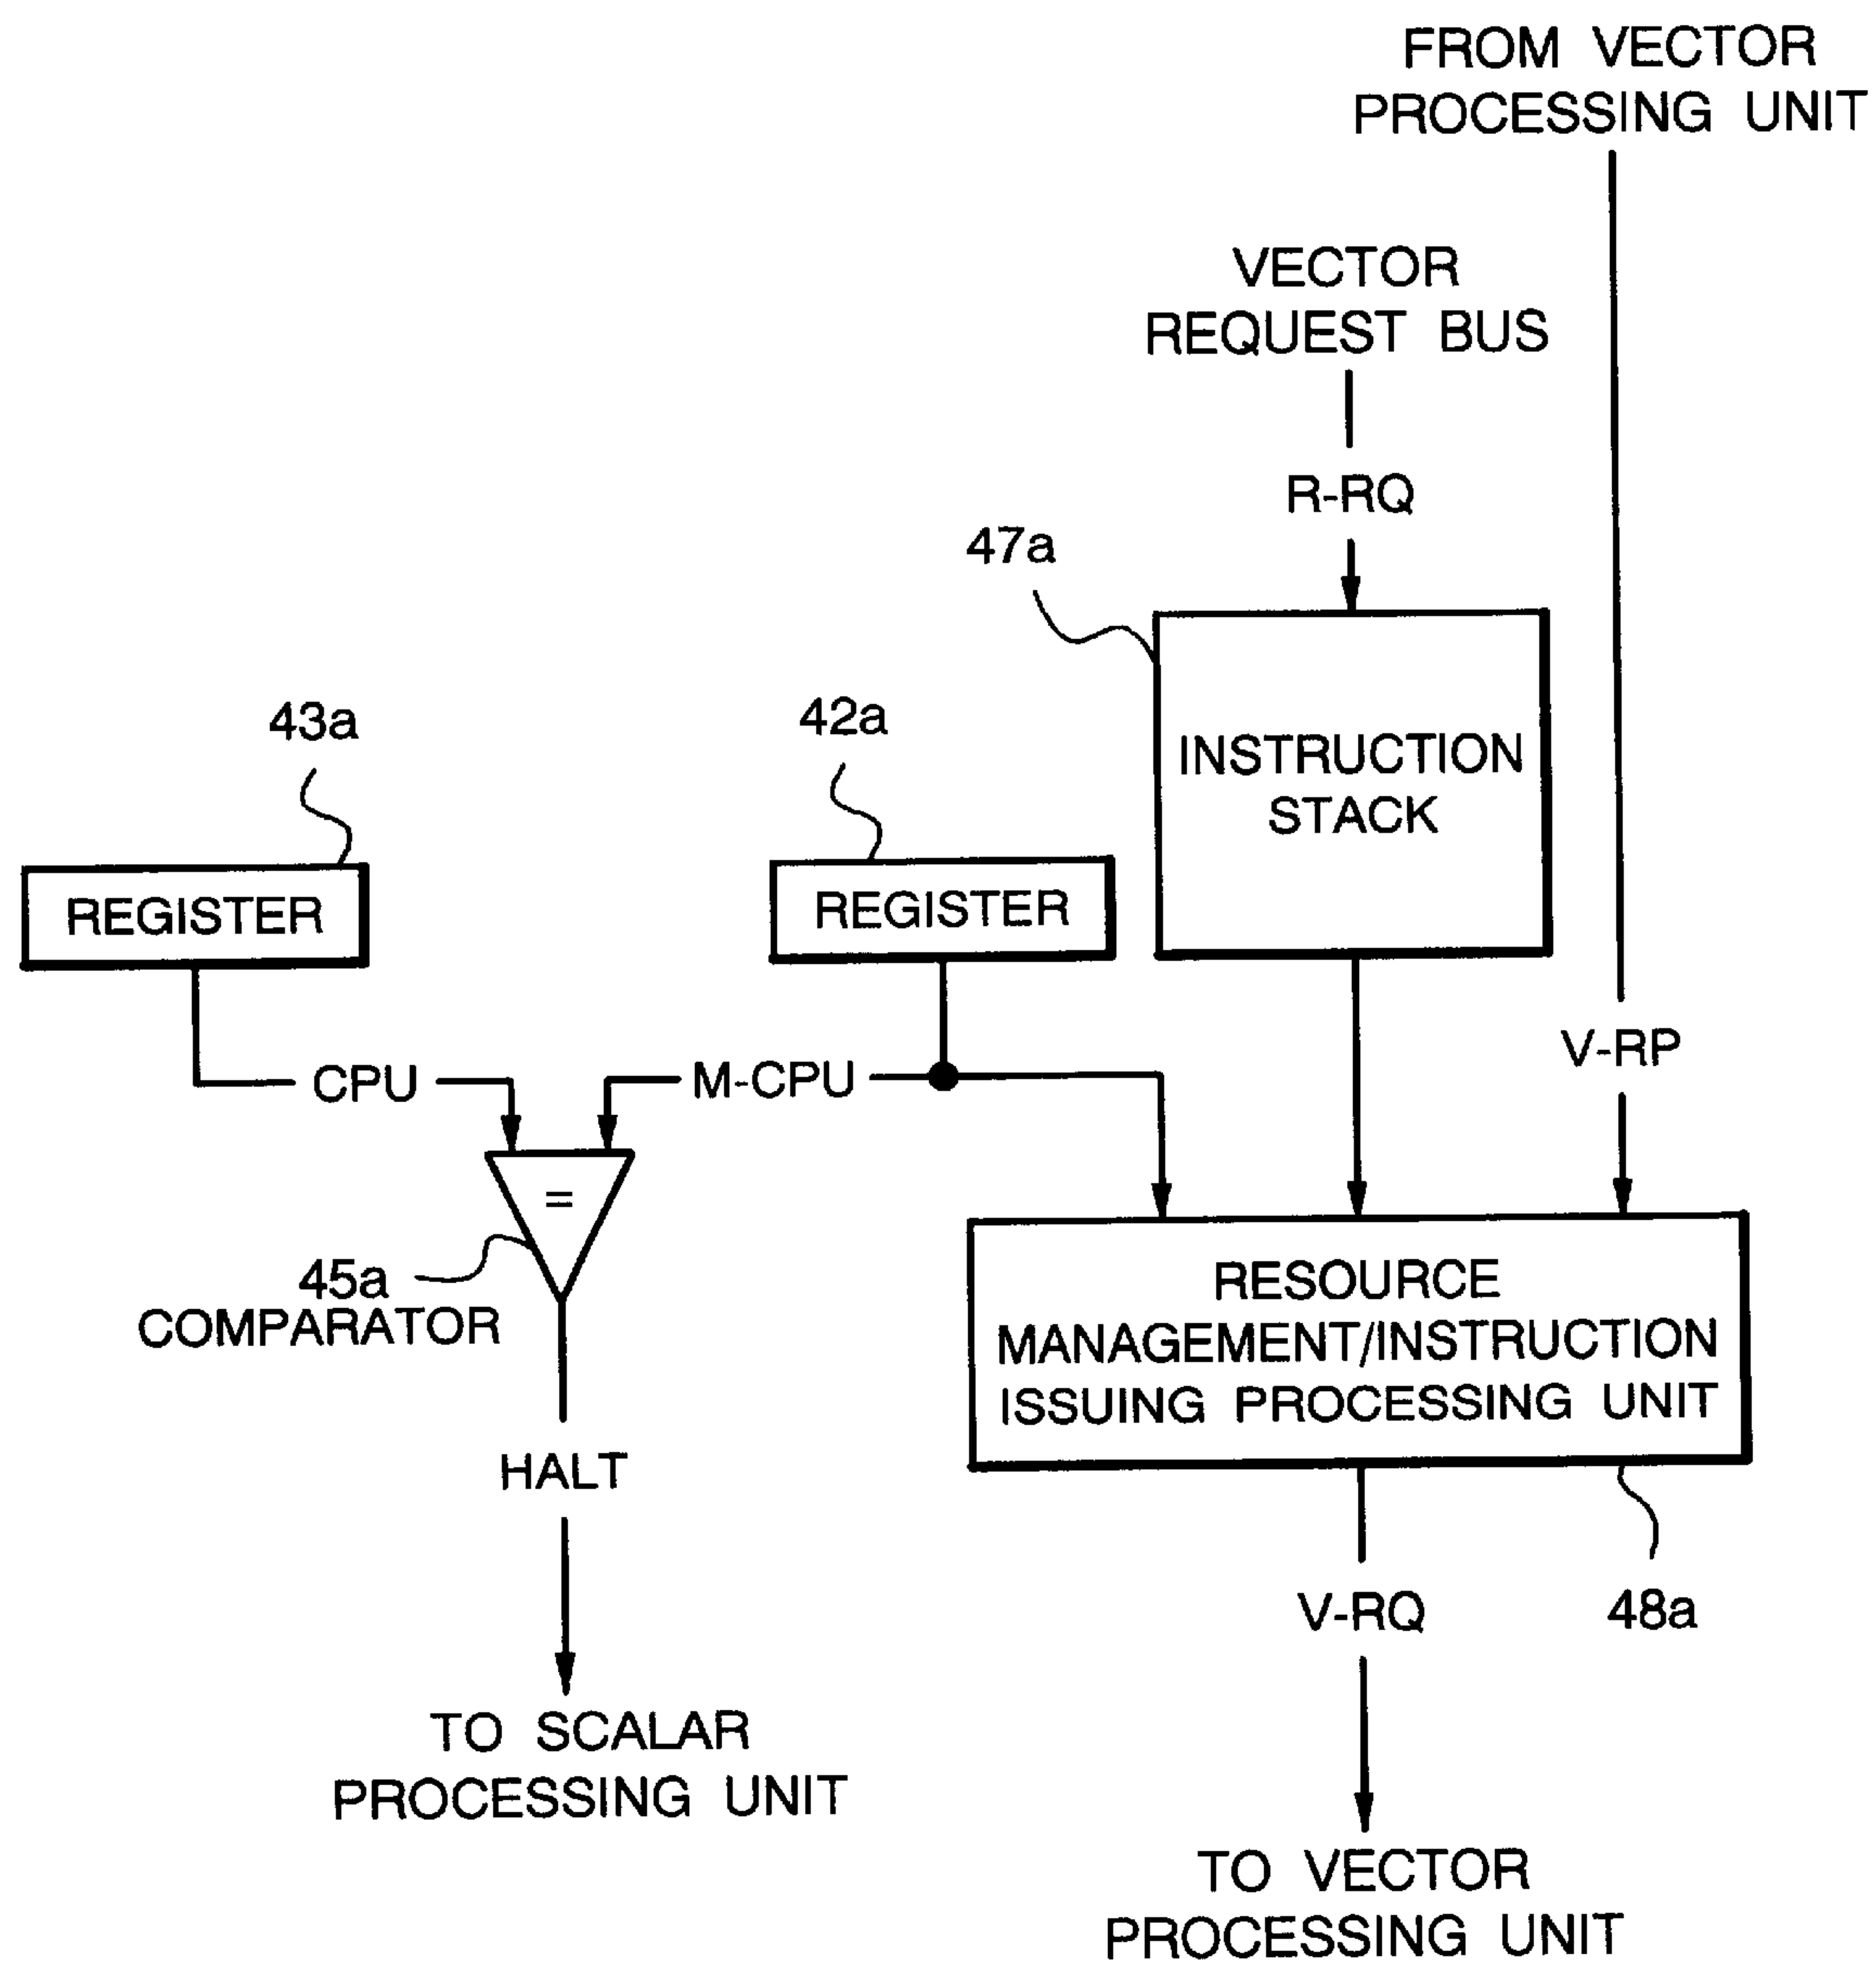 FROM VECTOR
PROCESSING UNIT
VECTOR
REQUEST BUS
R-RQ
47a
INSTRUCTION
STACK
43a
42a
REGISTER
REGISTER
V-RP
CPU
M-CPU
=
45a
COMPARATOR
RESOURCE
MANAGEMENT/INSTRUCTION
ISSUING PROCESSING UNIT
HALT
V-RQ
48a
TO SCALAR
PROCESSING UNIT
TO VECTOR
PROCESSING UNIT